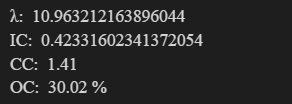 λ: 10.963212163896044
IC: 0.42331602341372054
CC: 1.41
OC: 30.02 %